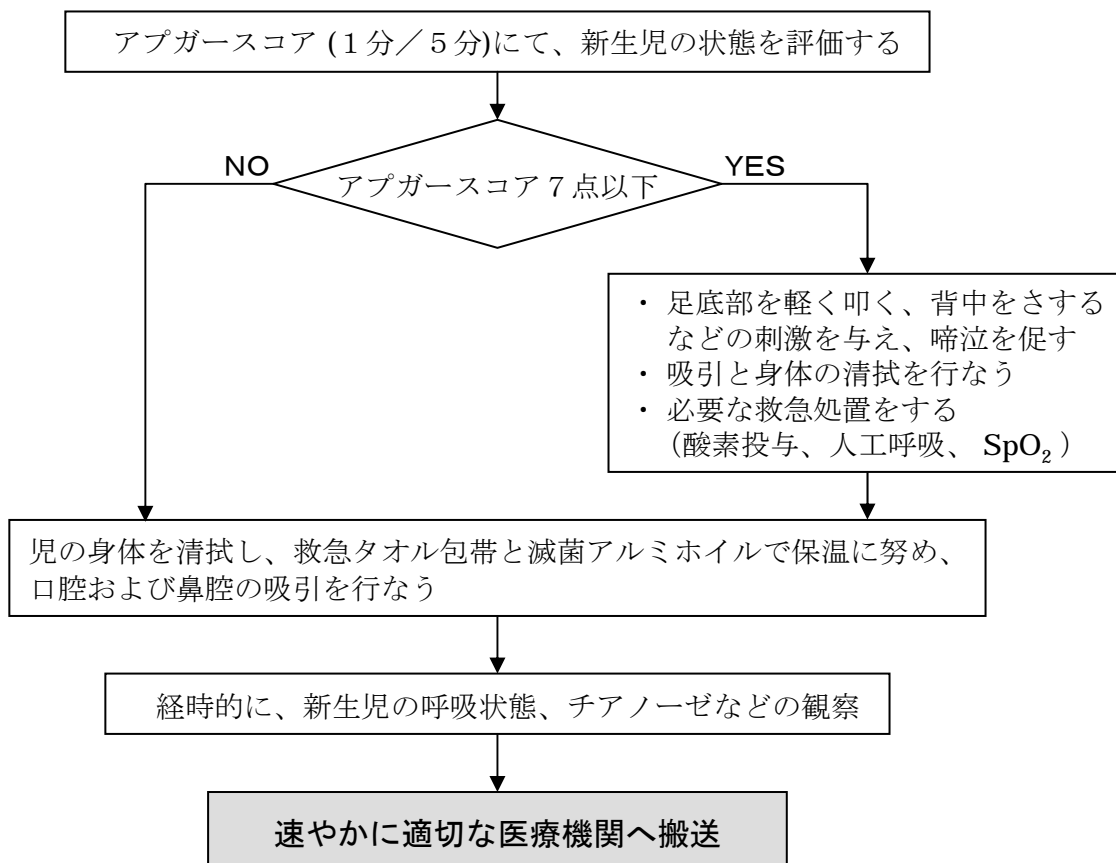 アプガースコア (１分／５分)にて、新生児の状態を評価する
NO
YES
アプガースコア７点以下
・ 足底部を軽く叩く、背中をさする
などの刺激を与え、啼泣を促す
・ 吸引と身体の清拭を行なう
・ 必要な救急処置をする
（酸素投与、人工呼吸、 SpO₂ ）
児の身体を清拭し、救急タオル包帯と滅菌アルミホイルで保温に努め、
口腔および鼻腔の吸引を行なう
経時的に、新生児の呼吸状態、チアノーゼなどの観察
速やかに適切な医療機関へ搬送